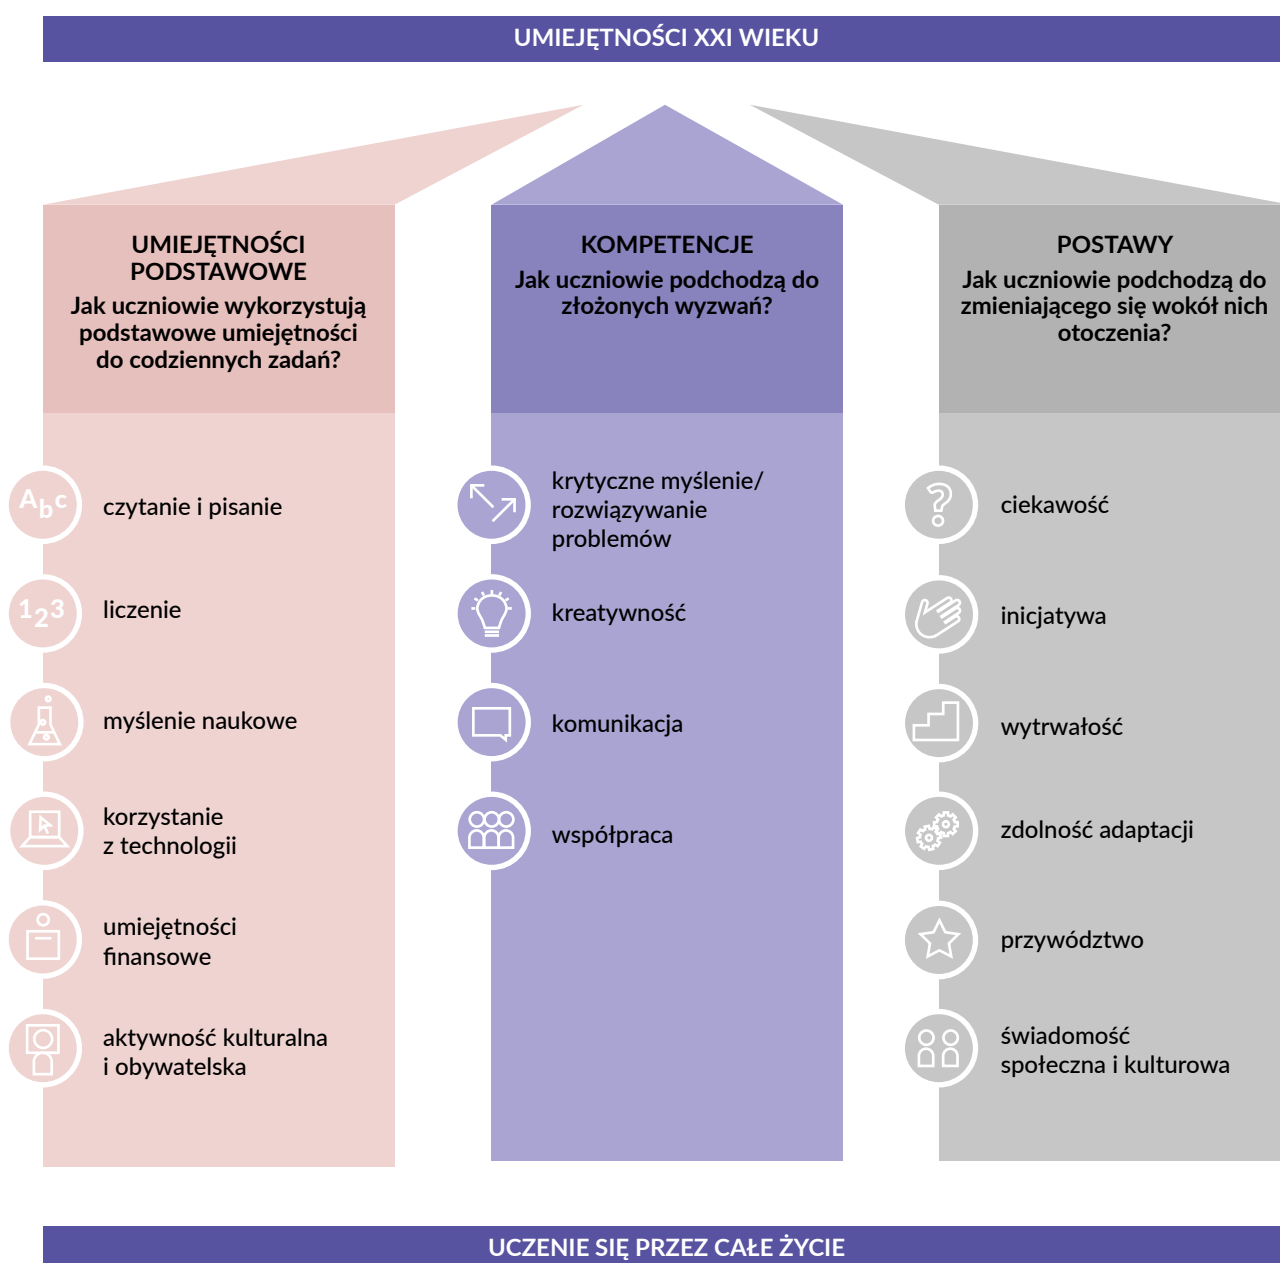 UMIEJĘTNOŚCI XXI WIEKU
UMIEJĘTNOŚCI
PODSTAWOWE
Jak uczniowie wykorzystują
podstawowe umiejętności
do codziennych zadań?
Abc
czytanie i pisanie
123
liczenie
myślenie naukowe
korzystanie
z technologii
umiejętności
finansowe
aktywność kulturalna
i obywatelska
KOMPETENCJE
Jak uczniowie podchodzą do
złożonych wyzwań?
krytyczne myślenie/
rozwiązywanie
problemów
kreatywność
komunikacja
współpraca
POSTAWY
Jak uczniowie podchodzą do
zmieniającego się wokół nich
otoczenia?
?
ciekawość
inicjatywa
wytrwałość
zdolność adaptacji
przywództwo
świadomość
społeczna i kulturowa
UCZENIE SIĘ PRZEZ CAŁE ŻYCIE